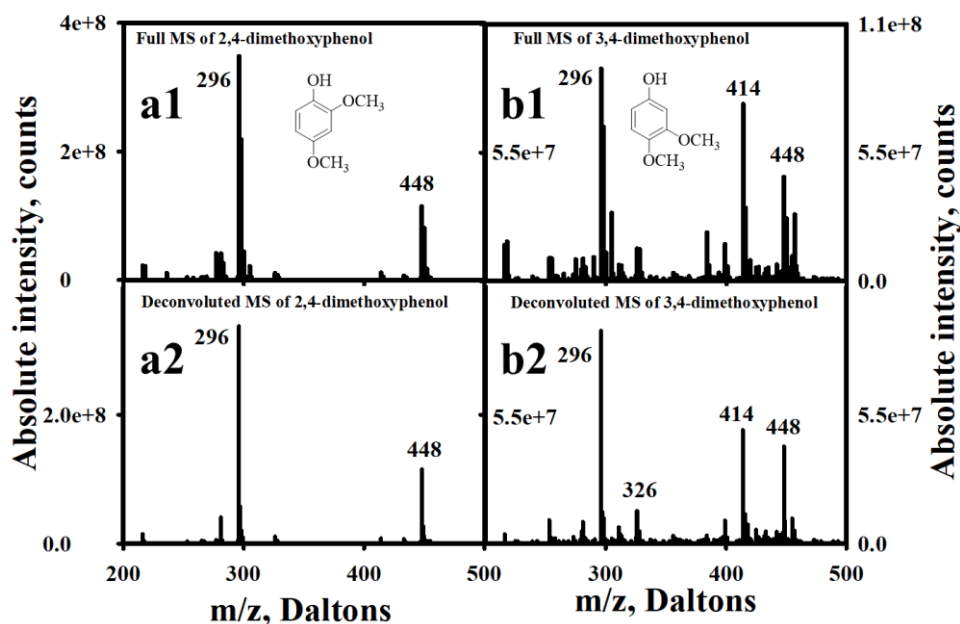 4e+8
Full MS of 2,4-dimethoxyphenol
Full MS of 3,4-dimethoxyphenol
1.1e+8
296
OH
OCH3
a1
OCH3
296
OH
b1
OCH3
OCH3
414
2e+8
5.5e+7
5.5e+7
448
448
0
0.0
Deconvoluted MS of 2,4-dimethoxyphenol
Deconvoluted MS of 3,4-dimethoxyphenol
296
a2
296
b2
2.0e+8
5.5e+7
5.5e+7
448
414
448
326
0.0
0.0
200
300
400
500
300
400
500
m/z, Daltons
m/z, Daltons
Absolute intensity, counts
Absolute intensity, counts